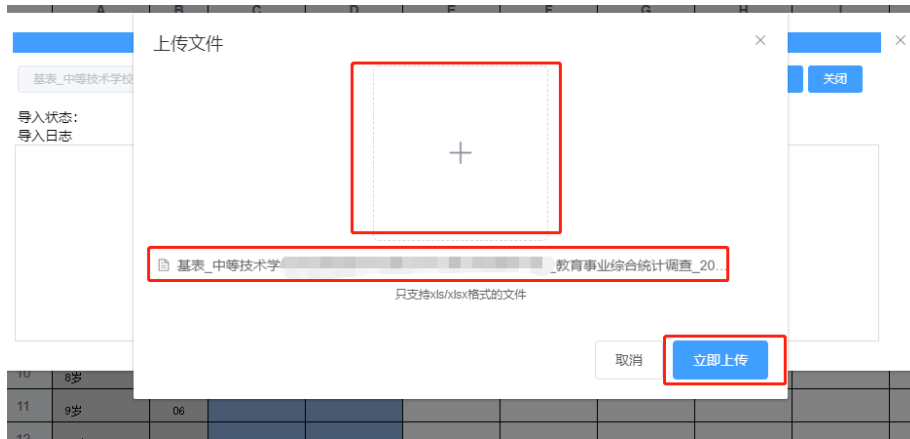 A B C D E F G H I
上传文件
基表_中等技术学校
关闭
导入状态:
导入日志
基表_中等技术学
_教育事业综合统计调查_20...
只支持xls/xlsx格式的文件
取消 立即上传
10 8岁
11 9岁 06
12